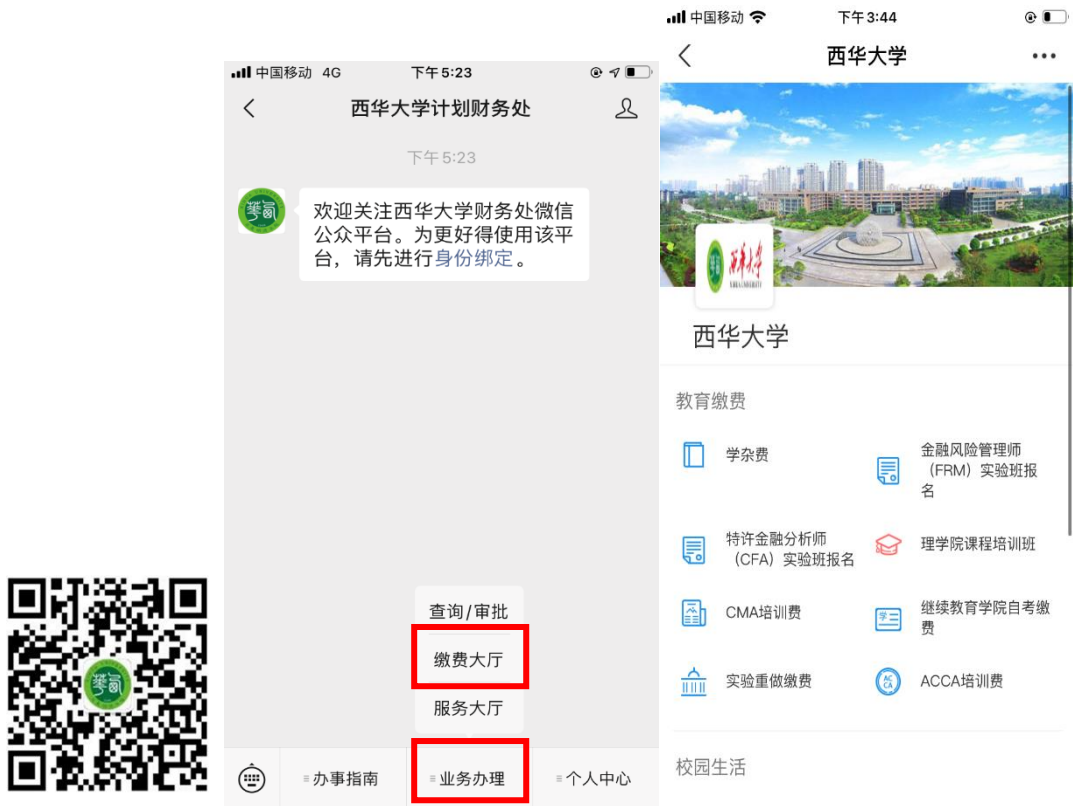 中国移动 4G 下午5:23
西华大学计划财务处
下午5:23
欢迎关注西华大学财务处微信
公众平台。为更好得使用该平
台，请先进行身份绑定。
查询/审批
缴费大厅
服务大厅
办事指南
业务办理
个人中心
中国移动 下午3:44
西华大学
西华大学
XIHUA UNIVERSITY
西华大学
教育缴费
学杂费
金融风险管理师
（FRM）实验班报
名
特许金融分析师
（CFA）实验班报名
理学院课程培训班
CMA培训费
继续教育学院自考缴
费
实验重做缴费
ACCA培训费
校园生活